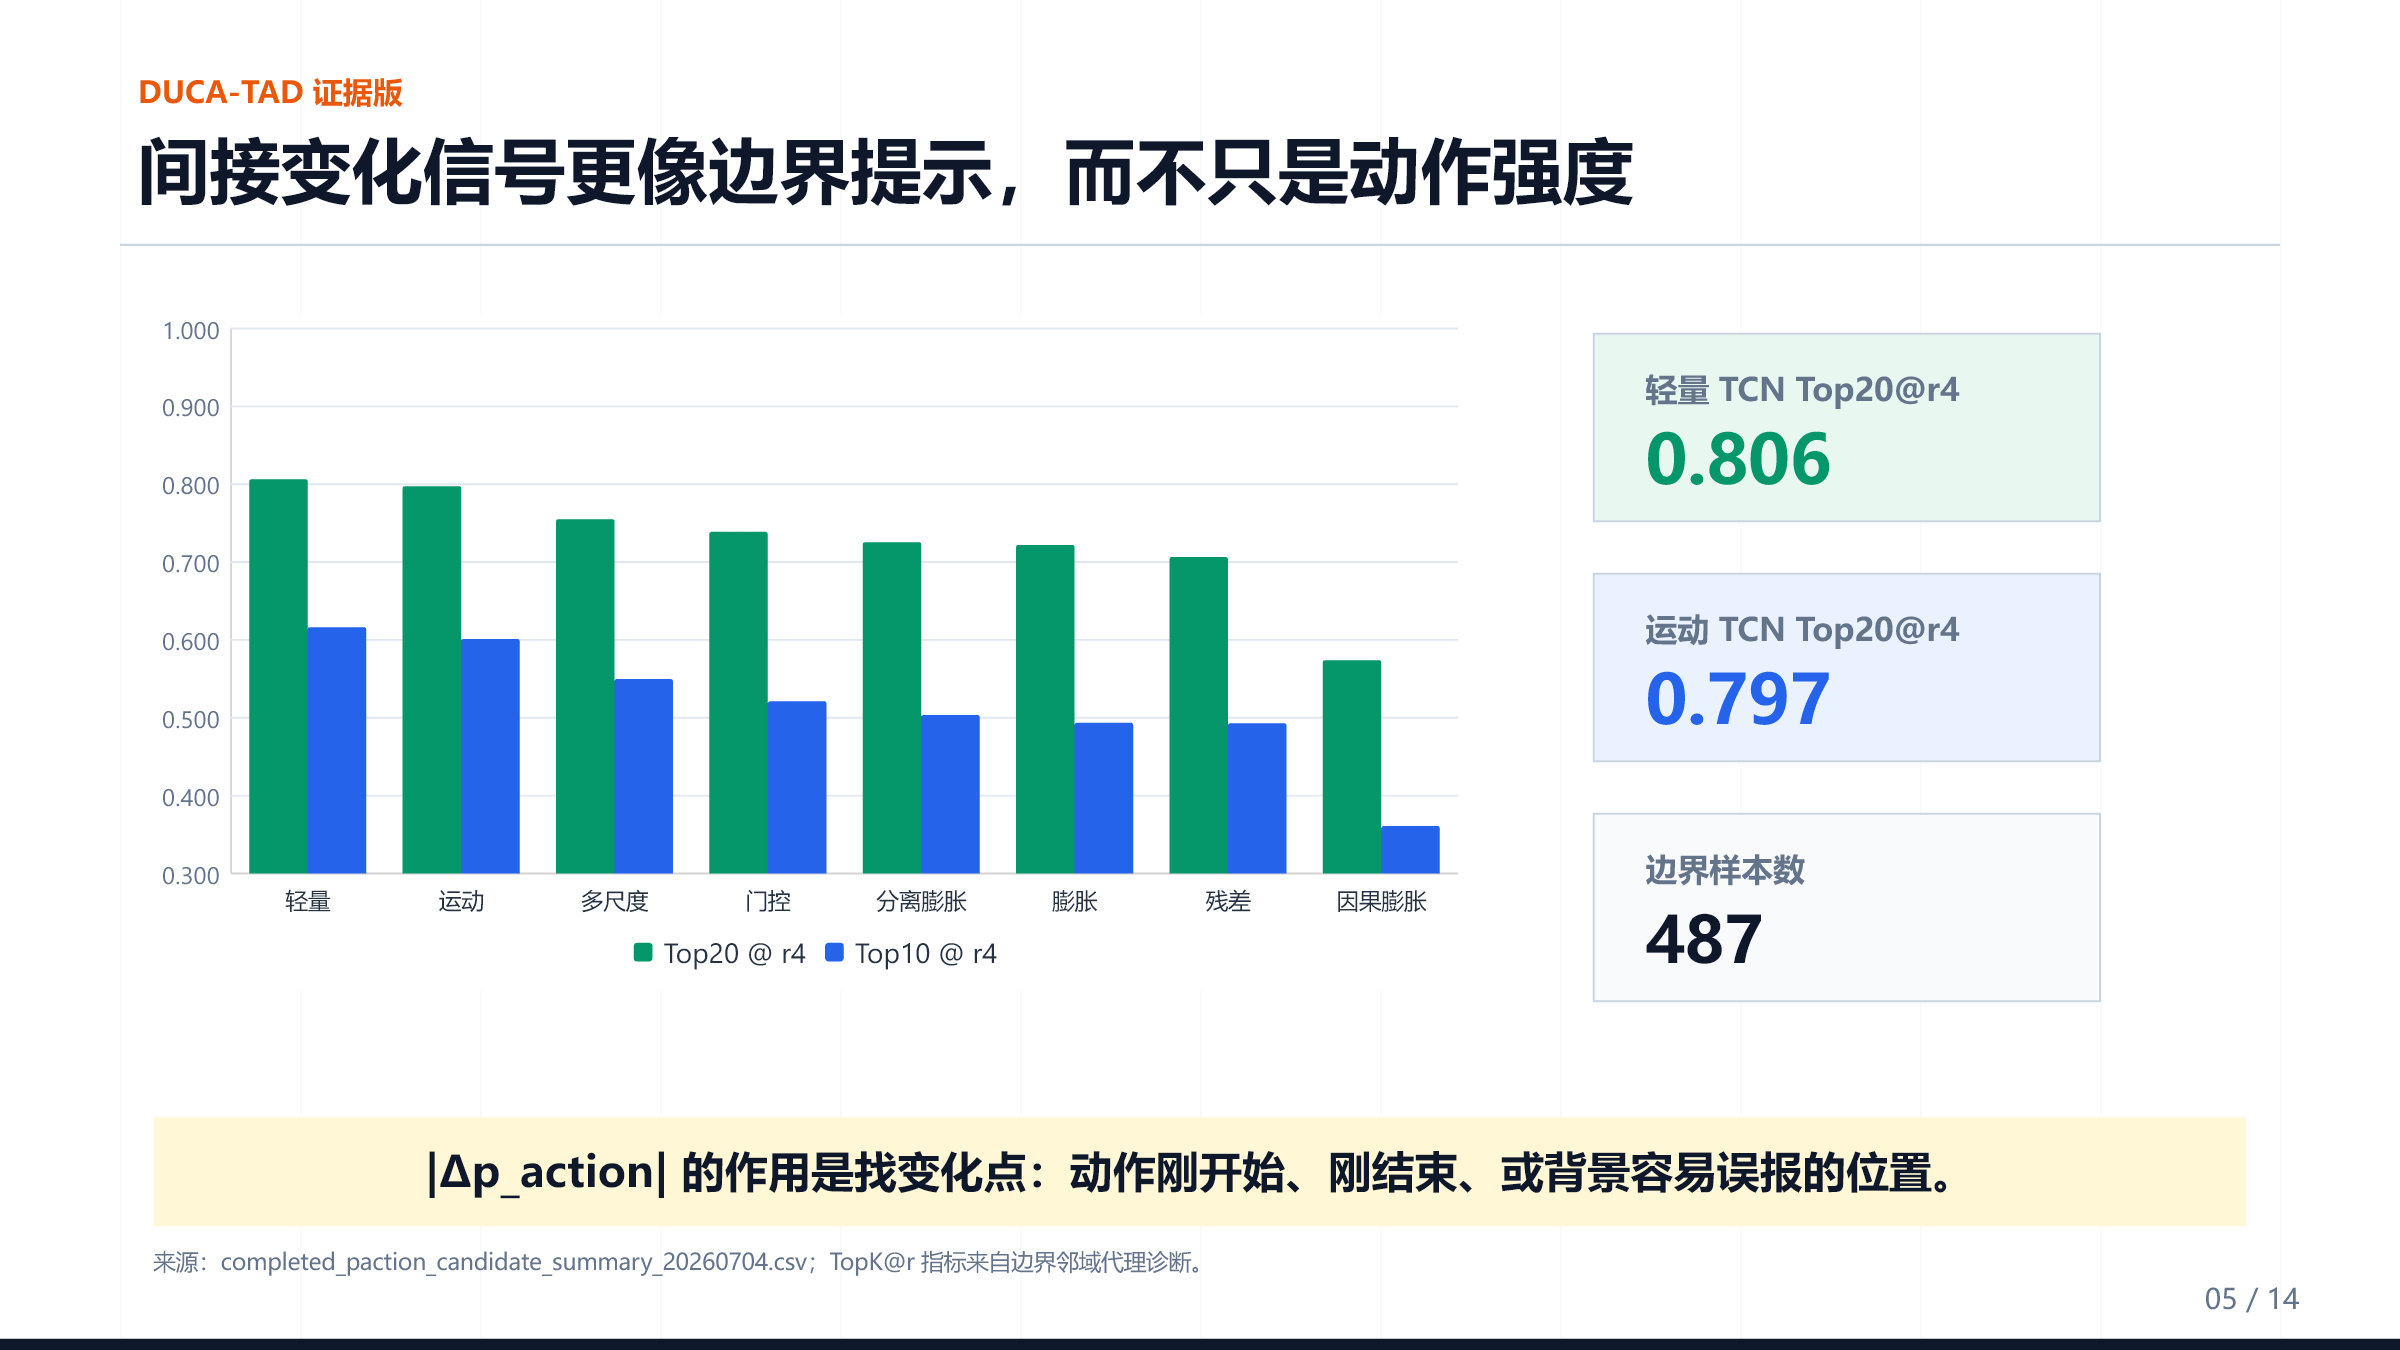 DUCA-TAD 证据版
间接变化信号更像边界提示，而不只是动作强度
1.000
0.900
0.800
0.700
0.600
0.500
0.400
0.300
轻量 运动 多尺度 门控 分离膨胀 膨胀 残差 因果膨胀
Top20 @ r4 Top10 @ r4
轻量 TCN Top20@r4
0.806
运动 TCN Top20@r4
0.797
边界样本数
487
|Δp_action| 的作用是找变化点：动作刚开始、刚结束、或背景容易误报的位置。
来源：completed_paction_candidate_summary_20260704.csv；TopK@r 指标来自边界邻域代理诊断。
05 / 14